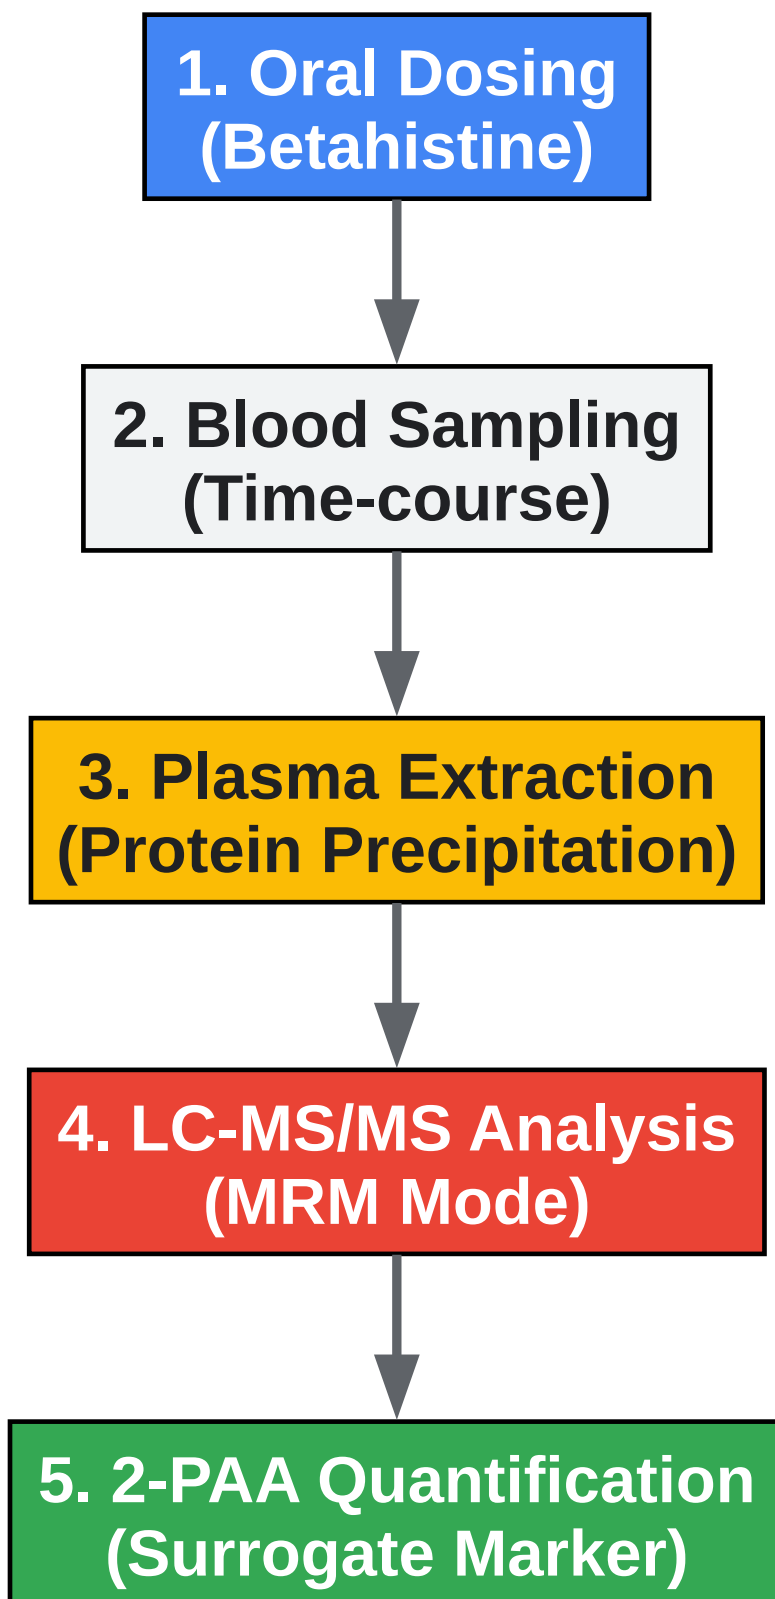 1. Oral Dosing
(Betahistine)
2. Blood Sampling
(Time-course)
3. Plasma Extraction
(Protein Precipitation)
4. LC-MS/MS Analysis
(MRM Mode)
5. 2-PAA Quantification
(Surrogate Marker)